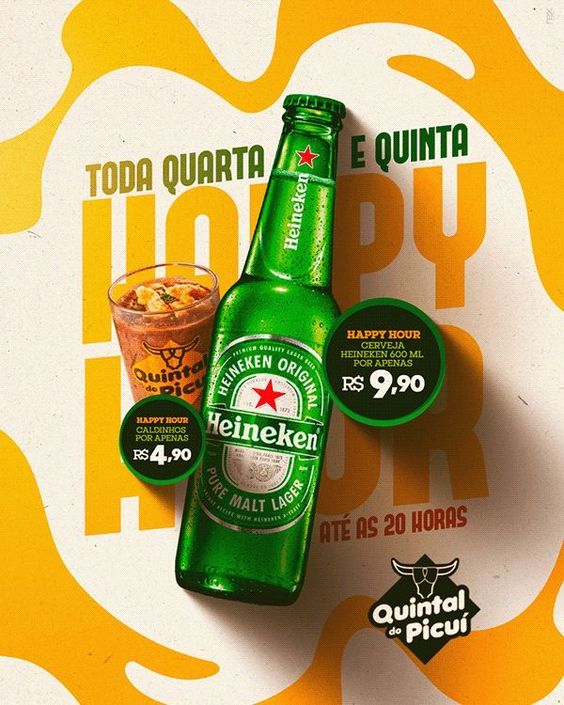 TODA QUARTA E QUINTA
HAPPY
HOUR
ATÉ AS 20 HORAS
Heineken
PREMIUM QUALITY LAGER BEER
HEINEKEN ORIGINAL
Heineken®
PURE MALT LAGER
HAPPY HOUR
CERVEJA
HEINEKEN 600 ML
POR APENAS
R$ 9,90
Quintal
do Picuí
HAPPY HOUR
CALDINHOS
POR APENAS
R$ 4,90
Quintal
do Picuí